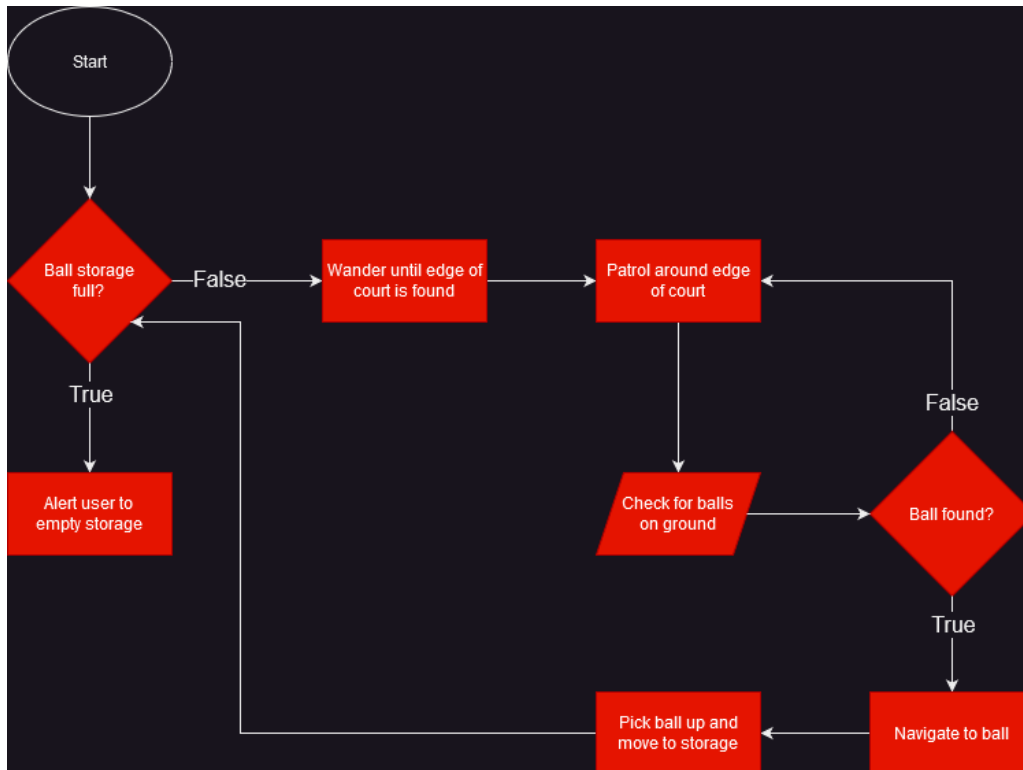 Start
Ball storage
full?
False
Wander until edge of
court is found
Patrol around edge
of court
True
False
Alert user to
empty storage
Check for balls
on ground
Ball found?
True
Pick ball up and
move to storage
Navigate to ball